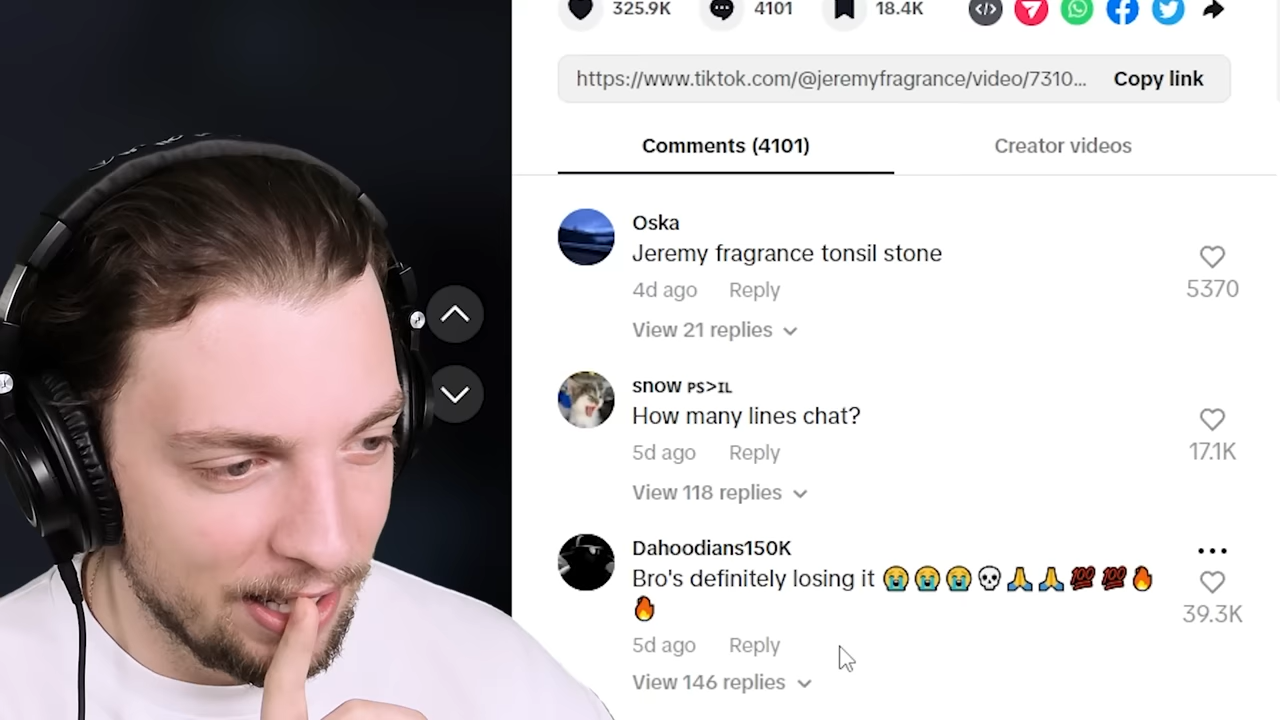 325.9K 4101 18.4K
https://www.tiktok.com/@jeremyfragrance/video/7310... Copy link
Comments (4101) Creator videos
Oska
Jeremy fragrance tonsil stone
5370
4d ago Reply
View 21 replies
snow ᴘs>ɪʟ
How many lines chat?
17.1K
5d ago Reply
View 118 replies
Dahoodians150K
Bro's definitely losing it 😭😭😭💀🙏🙏💯💯🔥
🔥
39.3K
5d ago Reply
View 146 replies